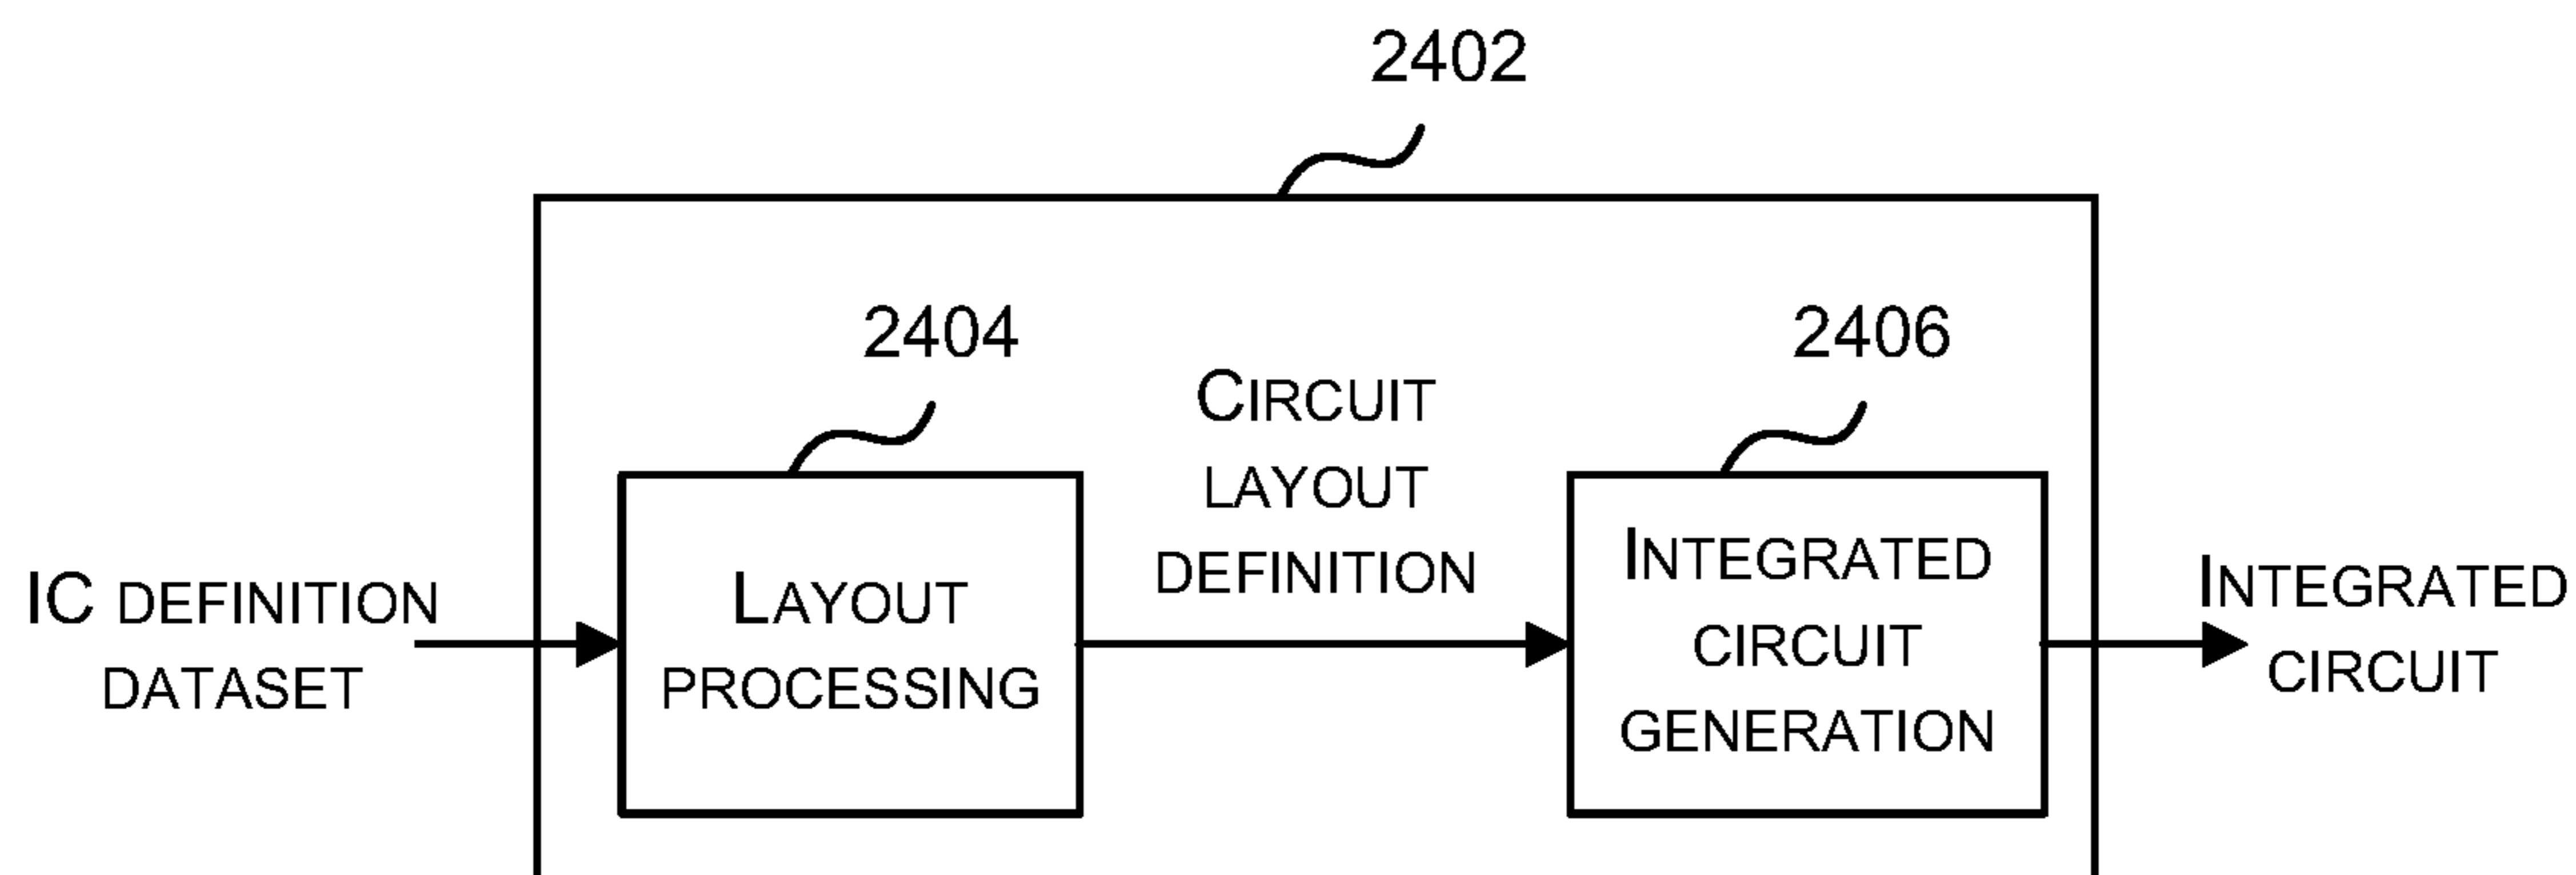 2402
2404
2406
CIRCUIT
LAYOUT
DEFINITION
IC DEFINITION
DATASET
LAYOUT
PROCESSING
INTEGRATED
CIRCUIT
GENERATION
INTEGRATED
CIRCUIT